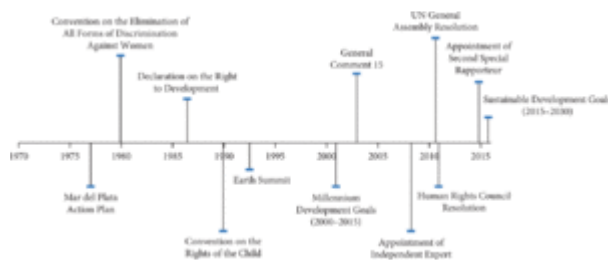 Convention on the Elimination of
All Forms of Discrimination
Against Women
Declaration on the Right
to Development
General
Comment 15
UN General
Assembly Resolution
Appointment of
Second Special
Rapporteur
Sustainable Development Goals
(2015–2030)
1970 1975 1980 1985 1990 1995 2000 2005 2010 2015
Mar del Plata
Action Plan
Convention on the
Rights of the Child
Earth Summit
Millennium
Development Goals
(2000–2015)
Appointment of
Independent Expert
Human Rights Council
Resolution